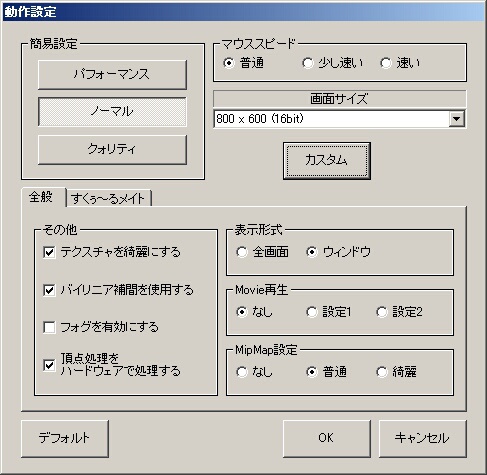 動作設定
簡易設定
パフォーマンス
ノーマル
クォリティ
マウススピード
普通 少し速い 速い
画面サイズ
800 x 600 (16bit)
カスタム
全般 すくぅ～るメイト
その他
テクスチャを綺麗にする
バイリニア補間を使用する
フォグを有効にする
頂点処理を
ハードウェアで処理する
表示形式
全画面 ウィンドウ
Movie再生
なし 設定1 設定2
MipMap設定
なし 普通 綺麗
デフォルト OK キャンセル